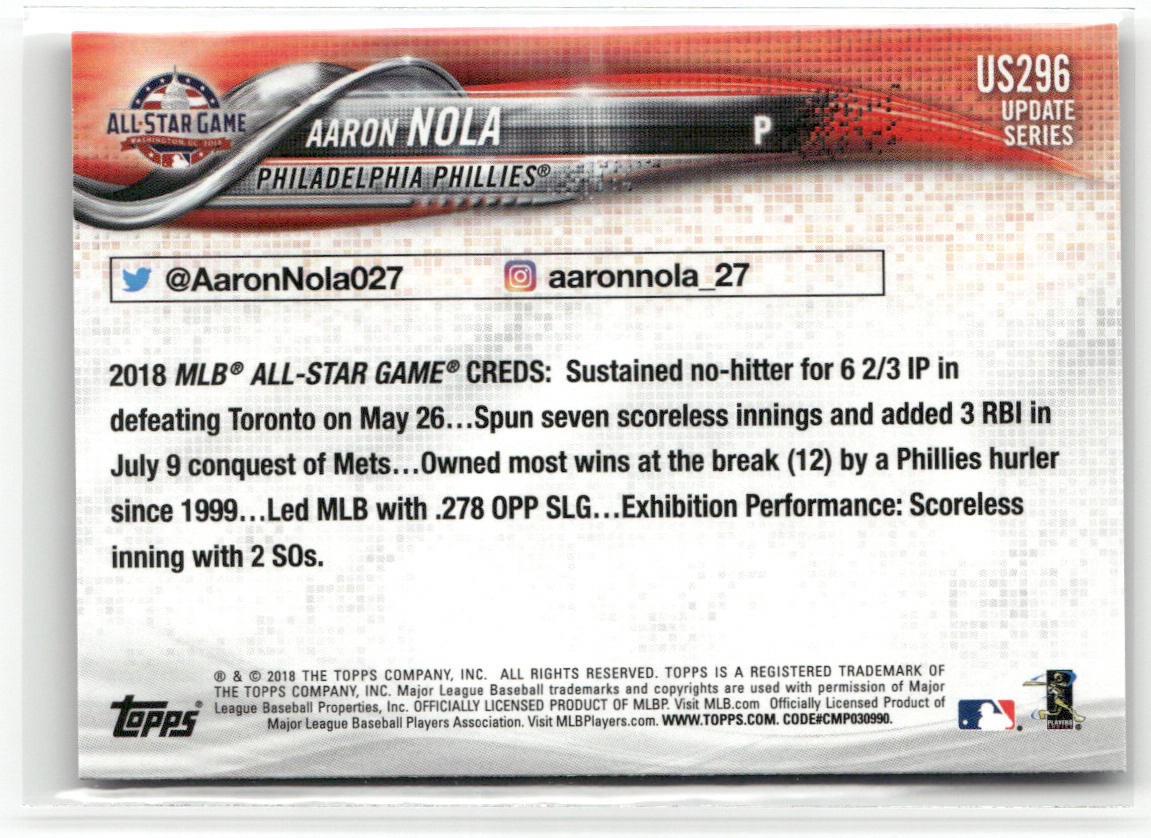 US296
UPDATE
SERIES
ALL-STAR GAME
WASHINGTON, DC 2018
AARON NOLA
P
PHILADELPHIA PHILLIES®
@AaronNola027
aaronnola_27
2018 MLB® ALL-STAR GAME® CREDS: Sustained no-hitter for 6 2/3 IP in
defeating Toronto on May 26...Spun seven scoreless innings and added 3 RBI in
July 9 conquest of Mets...Owned most wins at the break (12) by a Phillies hurler
since 1999...Led MLB with .278 OPP SLG...Exhibition Performance: Scoreless
inning with 2 SOs.
® & © 2018 THE TOPPS COMPANY, INC. ALL RIGHTS RESERVED. TOPPS IS A REGISTERED TRADEMARK OF
THE TOPPS COMPANY, INC. Major League Baseball trademarks and copyrights are used with permission of Major
League Baseball Properties, Inc. OFFICIALLY LICENSED PRODUCT OF MLBP. Visit MLB.com Officially Licensed Product of
Major League Baseball Players Association. Visit MLBPlayers.com. WWW.TOPPS.COM. CODE#CMP030990.
topps®
PLAYERS
CHOICE®